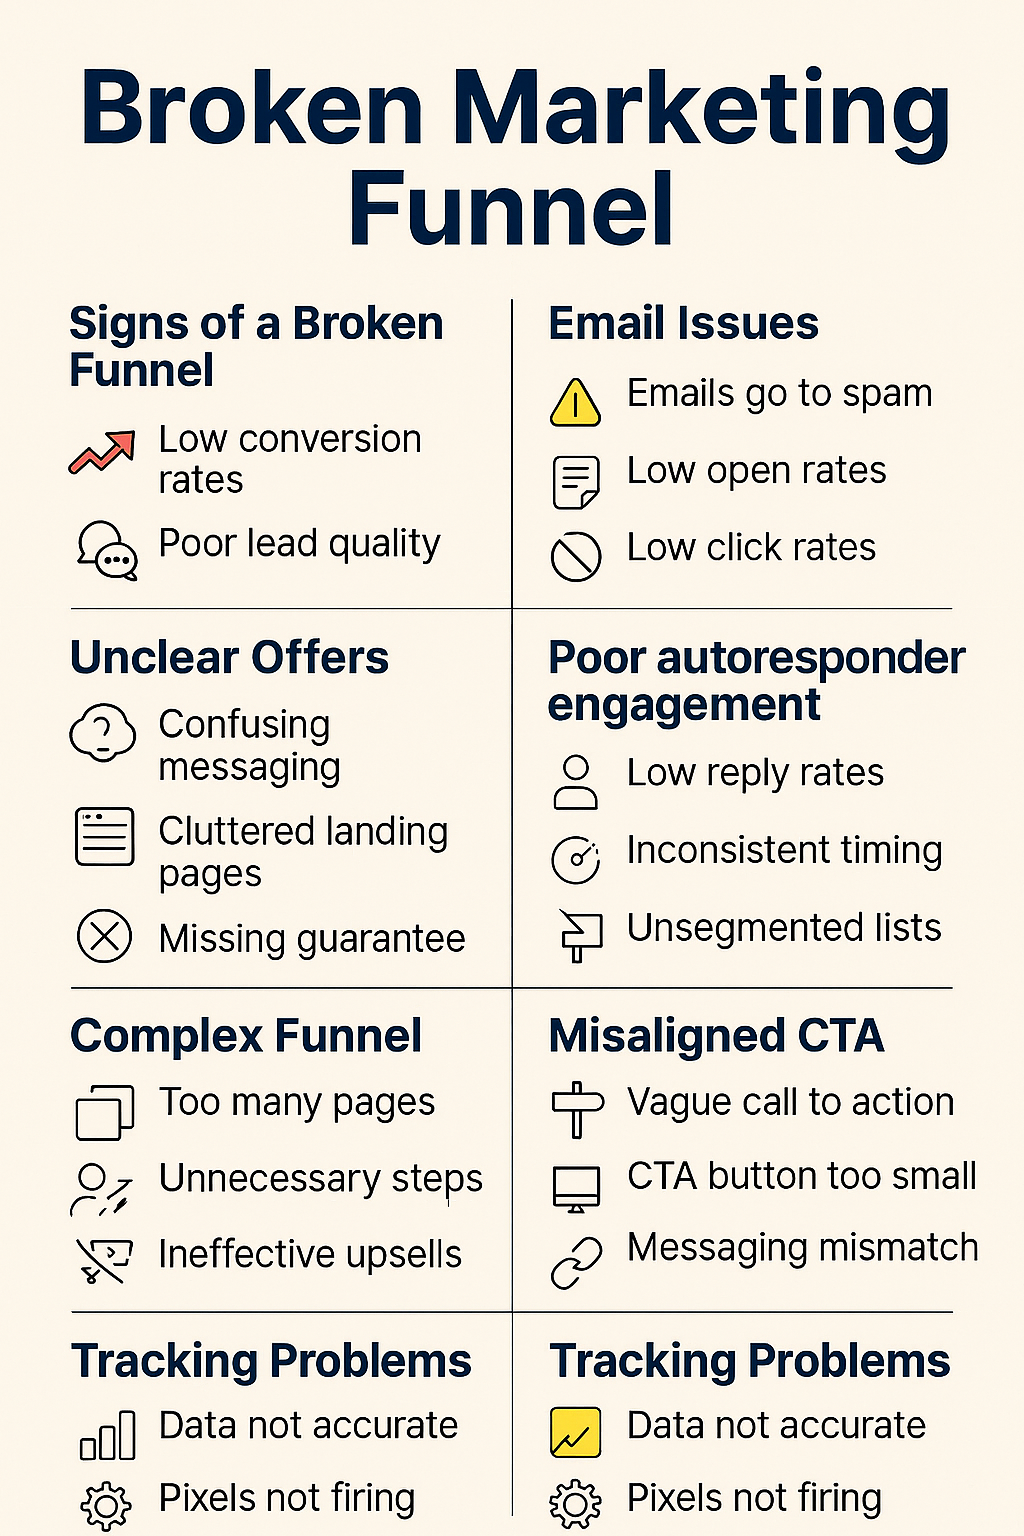 Broken Marketing
Funnel
Signs of a Broken
Funnel
Low conversion
rates
Poor lead quality
Email Issues
Emails go to spam
Low open rates
Low click rates
Unclear Offers
Confusing
messaging
Cluttered landing
pages
Missing guarantee
Poor autoresponder
engagement
Low reply rates
Inconsistent timing
Unsegmented lists
Complex Funnel
Too many pages
Unnecessary steps
Ineffective upsells
Misaligned CTA
Vague call to action
CTA button too small
Messaging mismatch
Tracking Problems
Data not accurate
Pixels not firing
Tracking Problems
Data not accurate
Pixels not firing